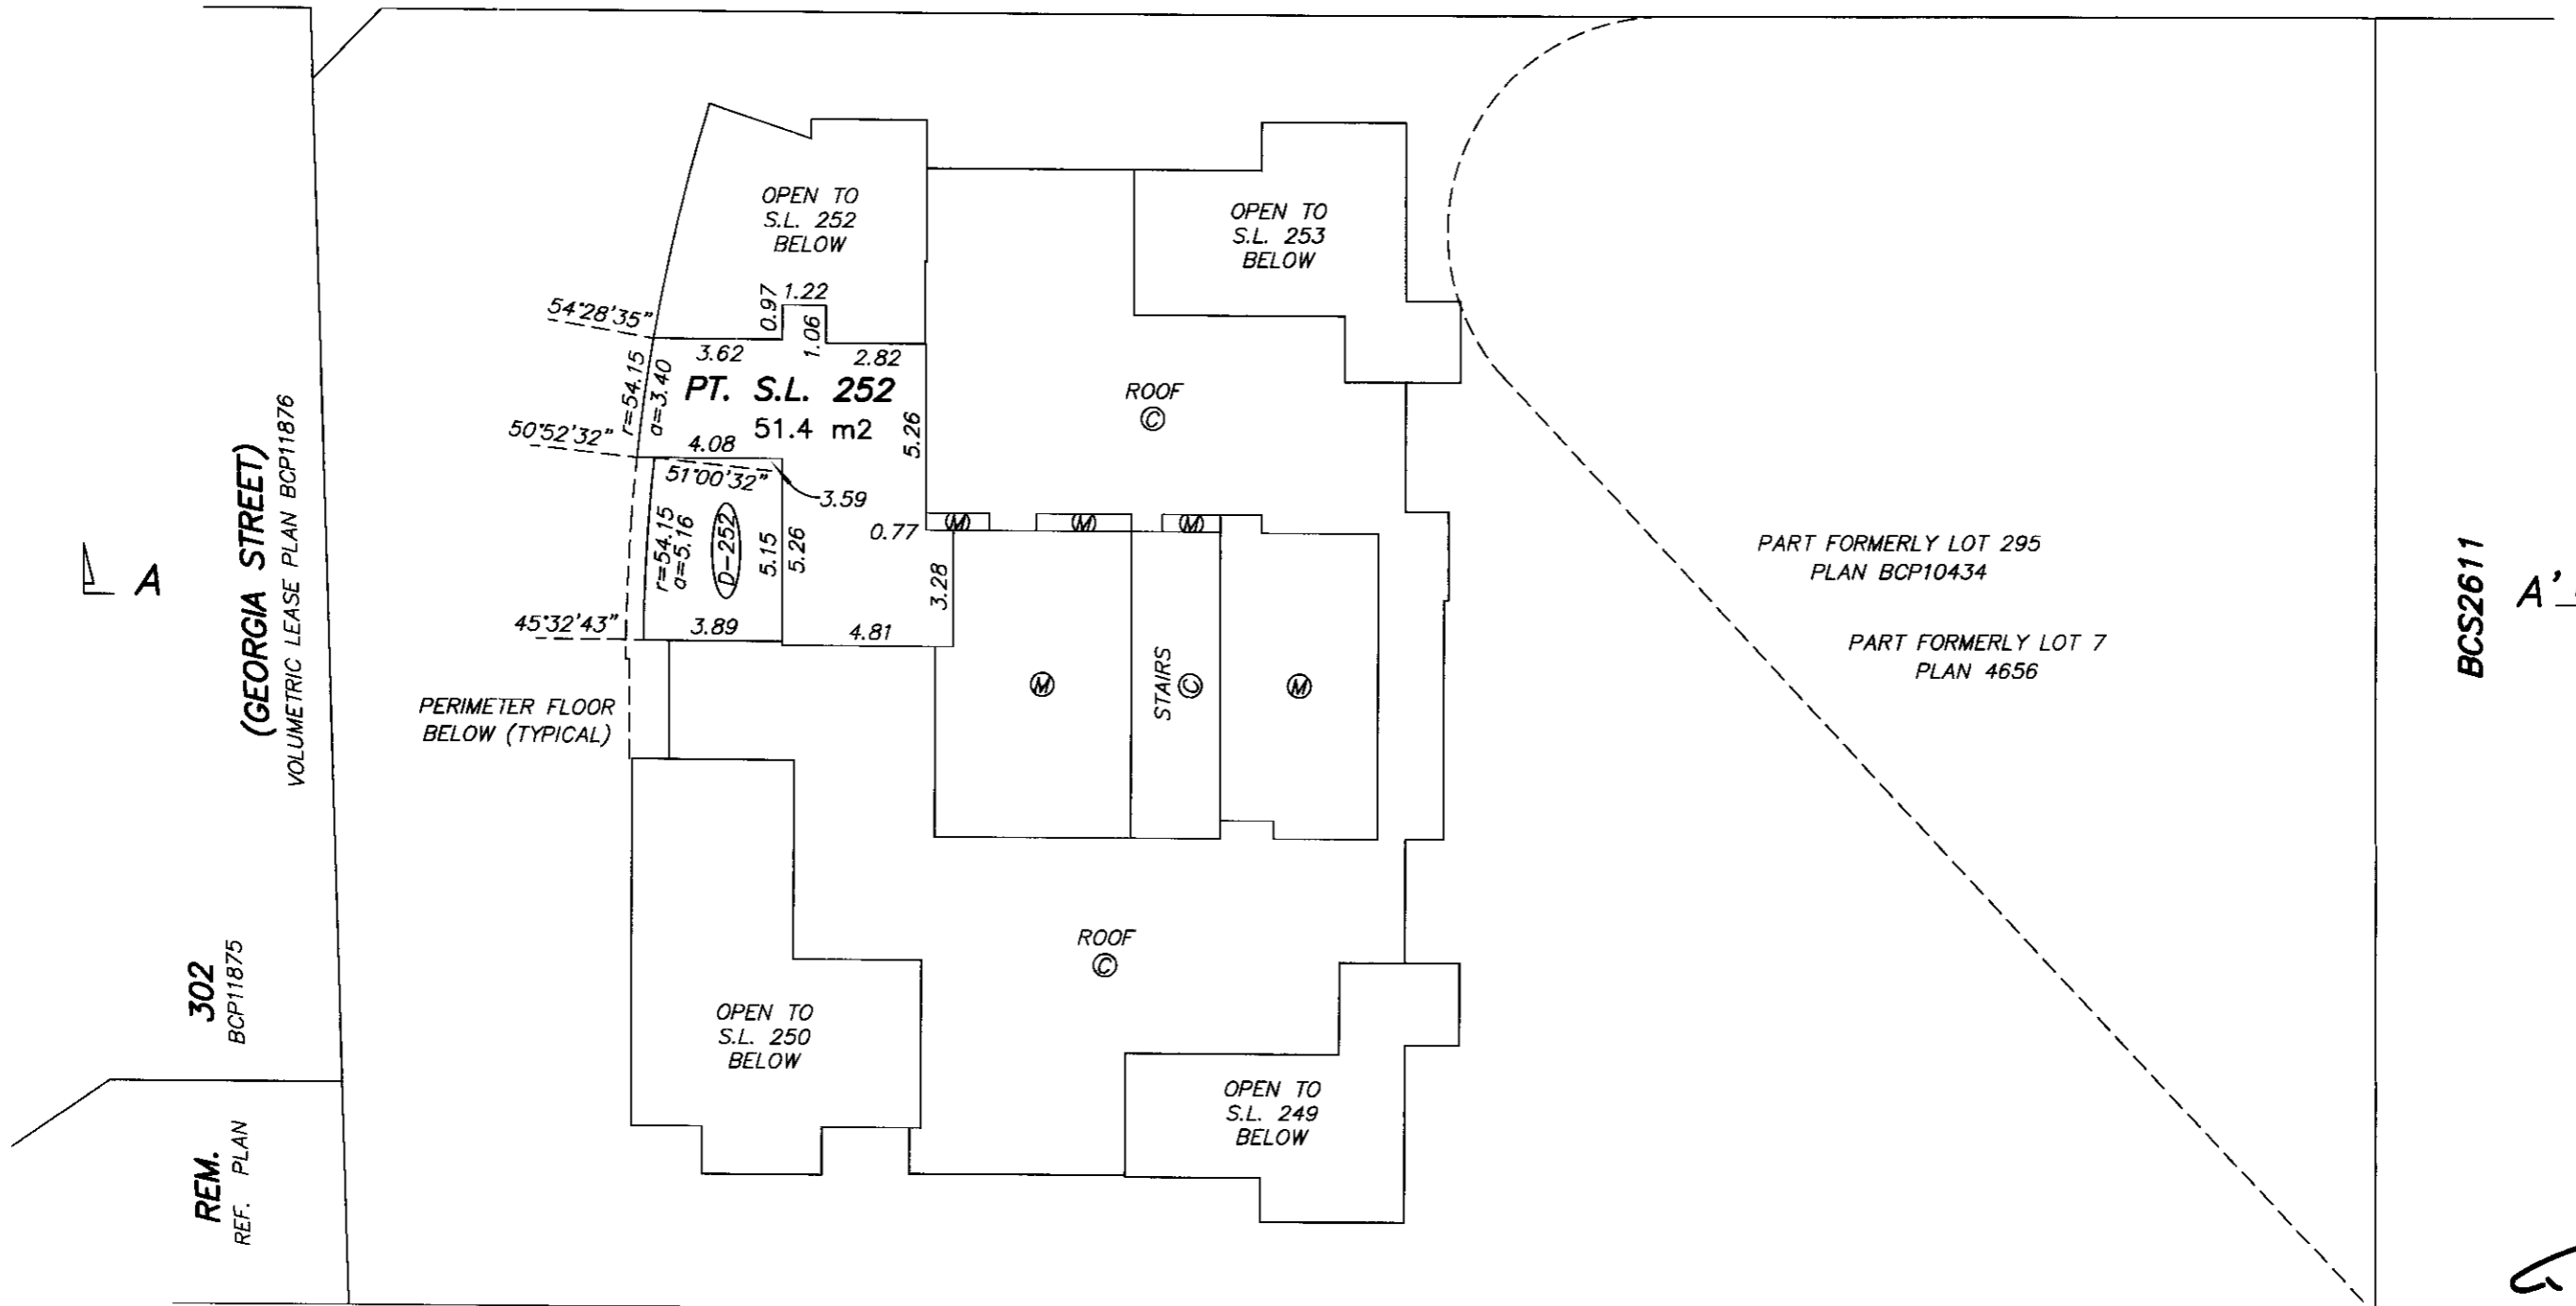 OPEN TO
S.L. 252
BELOW
OPEN TO
S.L. 253
BELOW
54°28'35"
0.97
1.22
1.06
3.62
2.82
r=54.15
a=3.40
PT. S.L. 252
51.4 m2
5.26
50°52'32"
4.08
51°00'32"
3.59
ROOF
C
(GEORGIA STREET)
VOLUMETRIC LEASE PLAN BCP11876
r=54.15
a=5.16
D-252
5.15
5.26
0.77
M
M
M
3.28
A
45°32'43"
3.89
4.81
PART FORMERLY LOT 295
PLAN BCP10434
PART FORMERLY LOT 7
PLAN 4656
BCS2611
A'
PERIMETER FLOOR
BELOW (TYPICAL)
M
STAIRS
C
M
302
BCP11875
ROOF
C
OPEN TO
S.L. 250
BELOW
OPEN TO
S.L. 249
BELOW
REM.
REF. PLAN